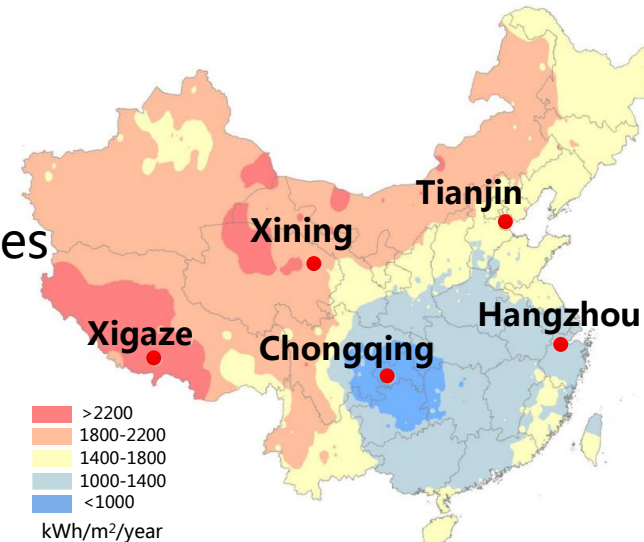 Tianjin
Xining
es
Hangzhou
Xigaze
Chongqing
>2200
1800-2200
1400-1800
1000-1400
<1000
kWh/m²/year